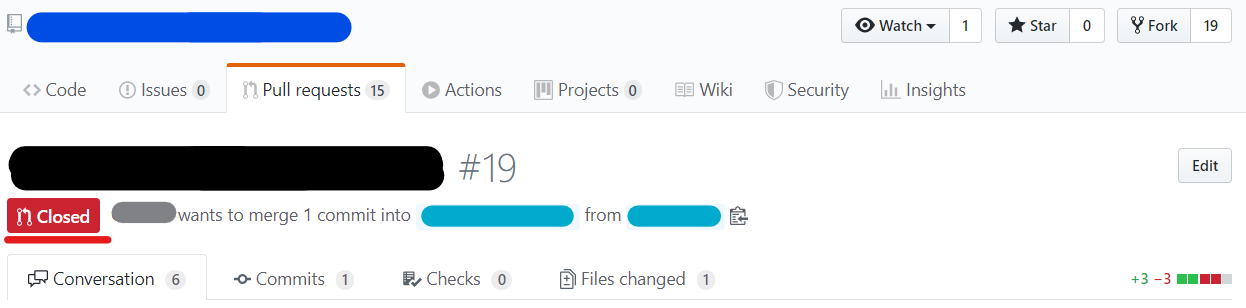 Watch 1 Star 0 Fork 19
Code Issues 0 Pull requests 15 Actions Projects 0 Wiki Security Insights
#19 Edit
Closed wants to merge 1 commit into from
Conversation 6 Commits 1 Checks 0 Files changed 1 +3 −3